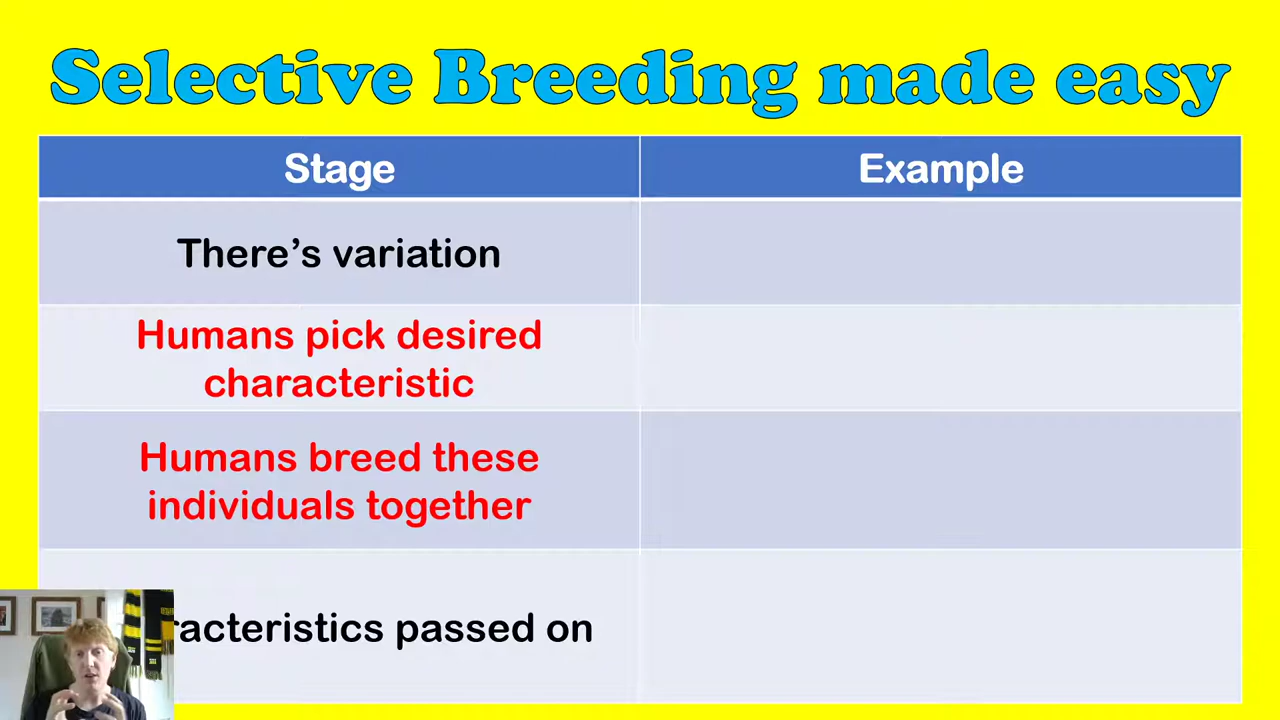 Selective Breeding made easy
Stage
Example
There's variation
Humans pick desired
characteristic
Humans breed these
individuals together
racteristics passed on